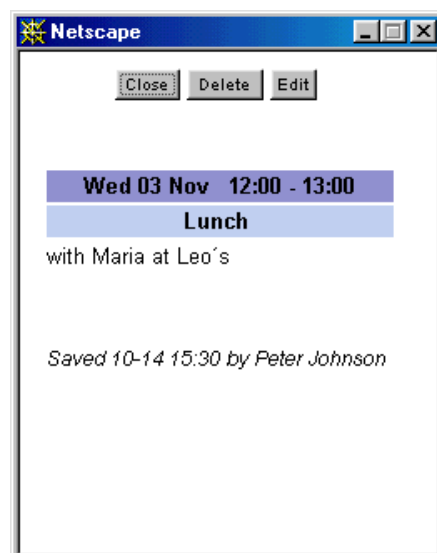 Netscape
Close Delete Edit
Wed 03 Nov 12:00 - 13:00
Lunch
with Maria at Leo´s
Saved 10-14 15:30 by Peter Johnson